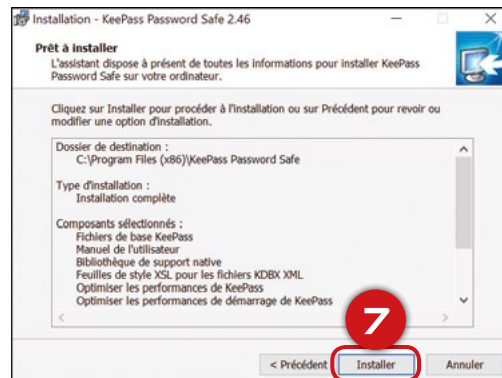 Installation - KeePass Password Safe 2.46
Prêt à installer
L'assistant dispose à présent de toutes les informations pour installer KeePass
Password Safe sur votre ordinateur.
Cliquez sur Installer pour procéder à l'installation ou sur Précédent pour revoir ou
modifier une option d'installation.
Dossier de destination :
C:\Program Files (x86)\KeePass Password Safe
Type d'installation :
Installation complète
Composants sélectionnés :
Fichiers de base KeePass
Manuel de l'utilisateur
Bibliothèque de support native
Feuilles de style XSL pour les fichiers KDBX XML
Optimiser les performances de KeePass
Optimiser les performances de démarrage de KeePass
7
< Précédent Installer Annuler